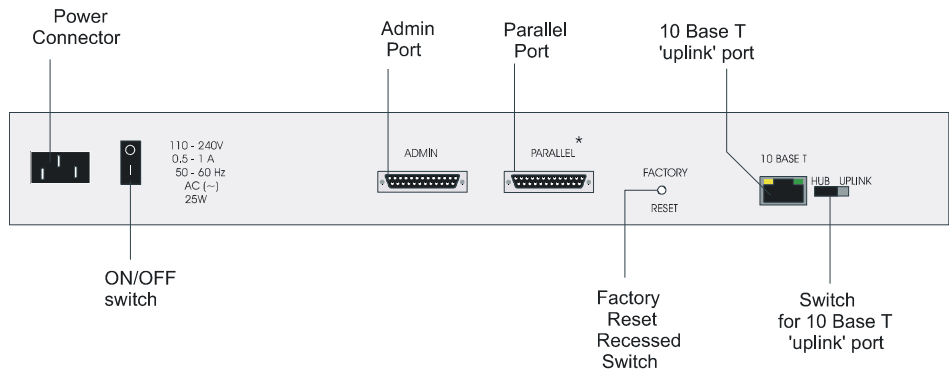 Power
Connector
Admin
Port
Parallel
Port
10 Base T
'uplink' port
110 - 240V
0.5 - 1 A
50 - 60 Hz
AC (~)
25W
ADMIN
PARALLEL *
FACTORY
RESET
10 BASE T
HUB UPLINK
ON/OFF
switch
Factory
Reset
Recessed
Switch
Switch
for 10 Base T
'uplink' port